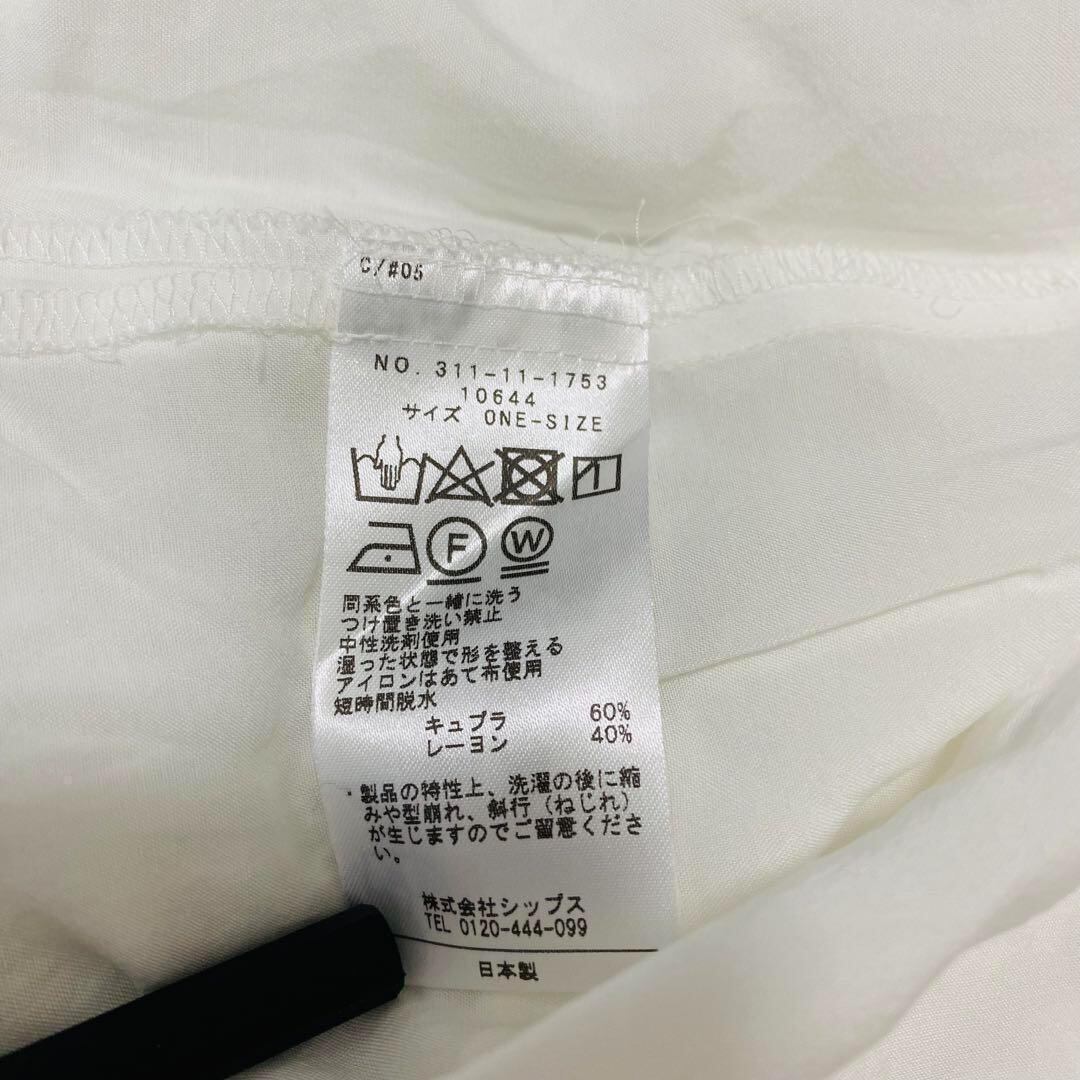 C/#05
NO. 311-11-1753
10644
サイズ ONE-SIZE
F W
同系色と一緒に洗う
つけ置き洗い禁止
中性洗剤使用
湿った状態で形を整える
アイロンはあて布使用
短時間脱水
キュプラ 60%
レーヨン 40%
・製品の特性上、洗濯の後に縮
みや型崩れ、斜行（ねじれ）
が生じますのでご留意くださ
い。
株式会社シップス
TEL 0120-444-099
日本製